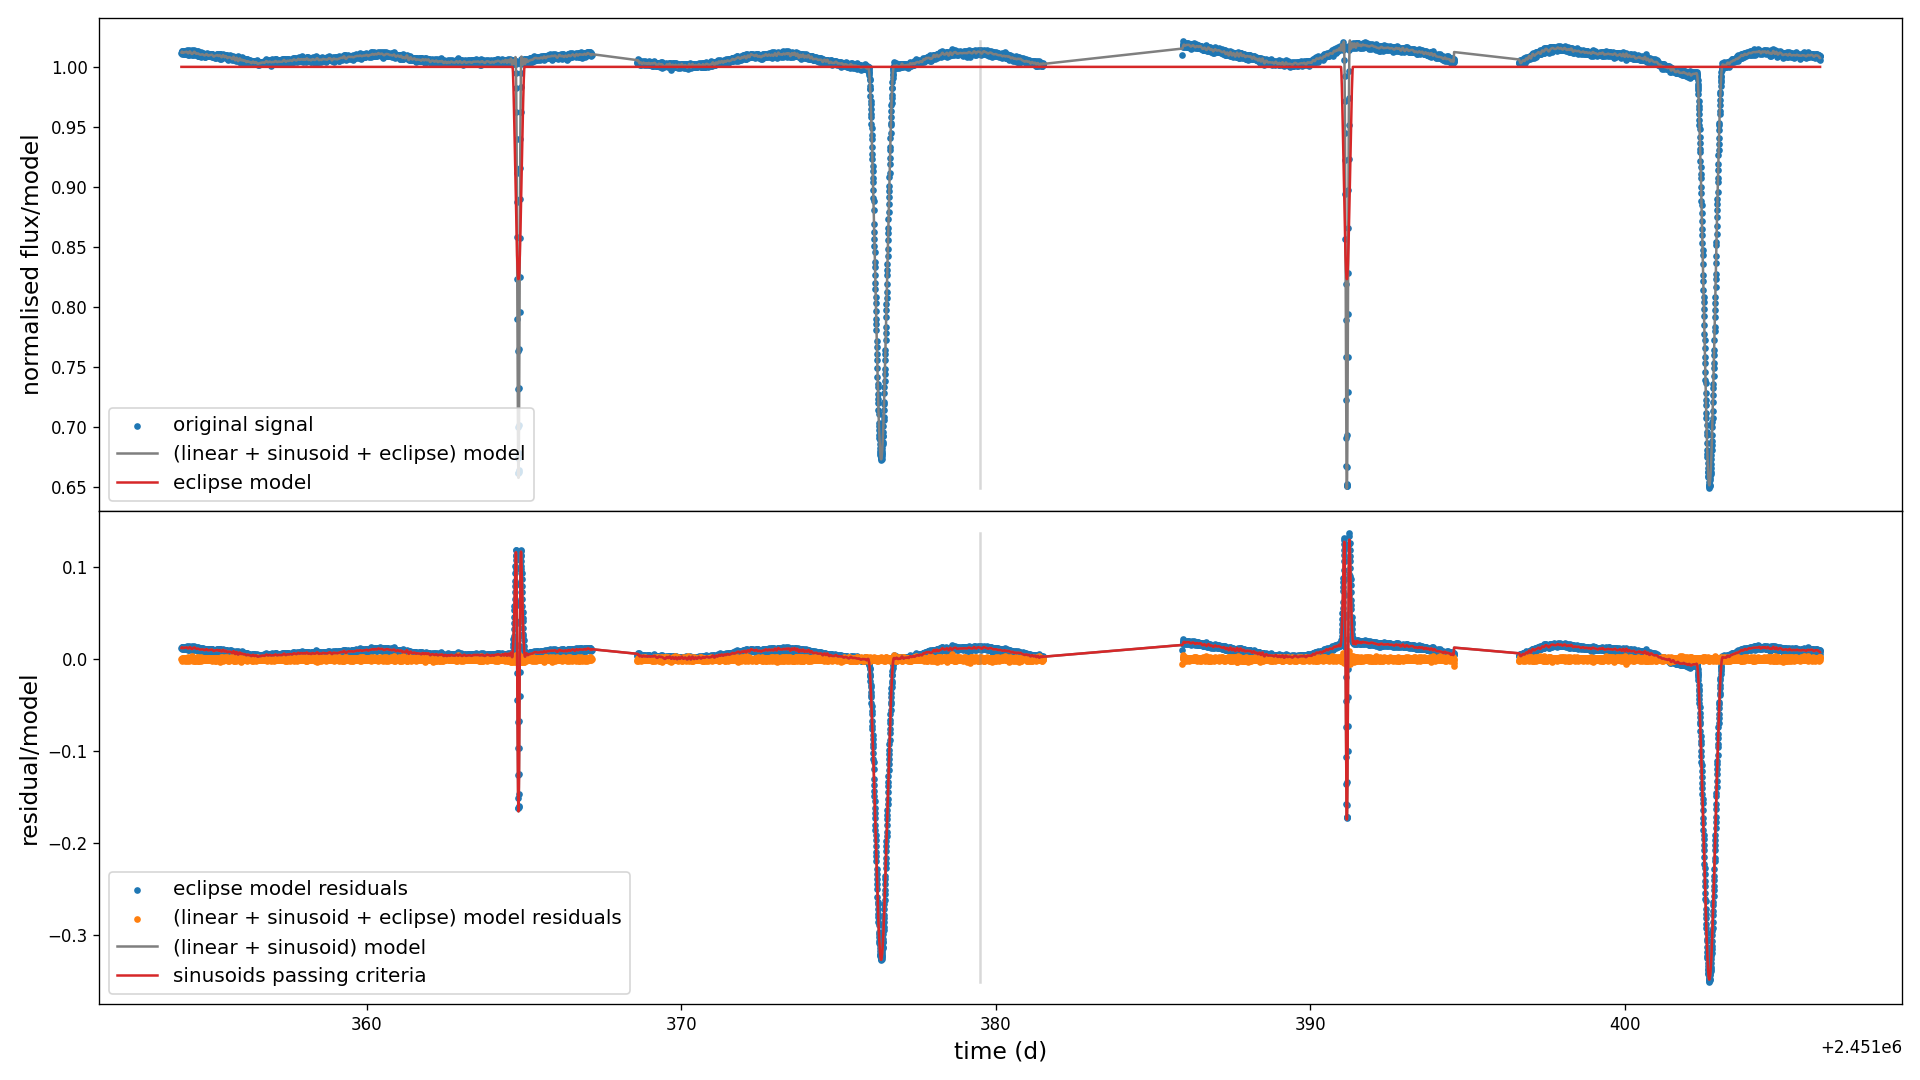 normalised flux/model
1.00
0.95
0.90
0.85
0.80
0.75
0.70
0.65
original signal
(linear + sinusoid + eclipse) model
eclipse model
residual/model
0.1
0.0
−0.1
−0.2
−0.3
eclipse model residuals
(linear + sinusoid + eclipse) model residuals
(linear + sinusoid) model
sinusoids passing criteria
360 370 380 390 400
time (d)
+2.451e6